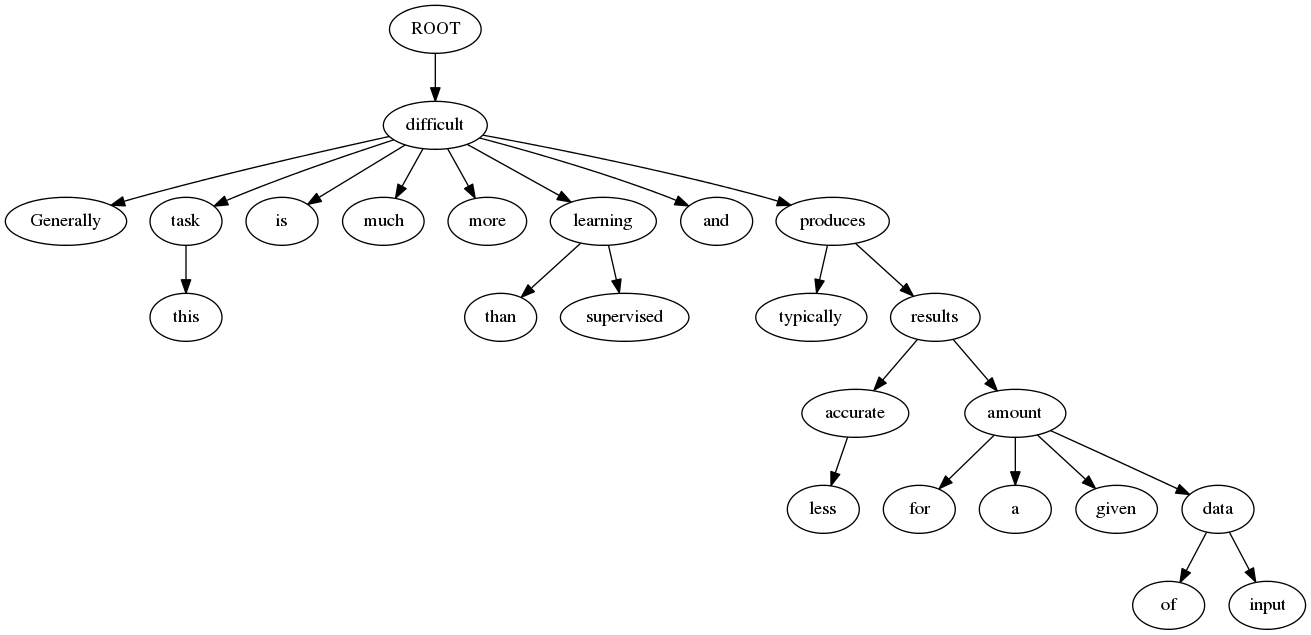 ROOT
difficult
Generally task is much more learning and produces
this than supervised typically results
accurate amount
less for a given data
of input